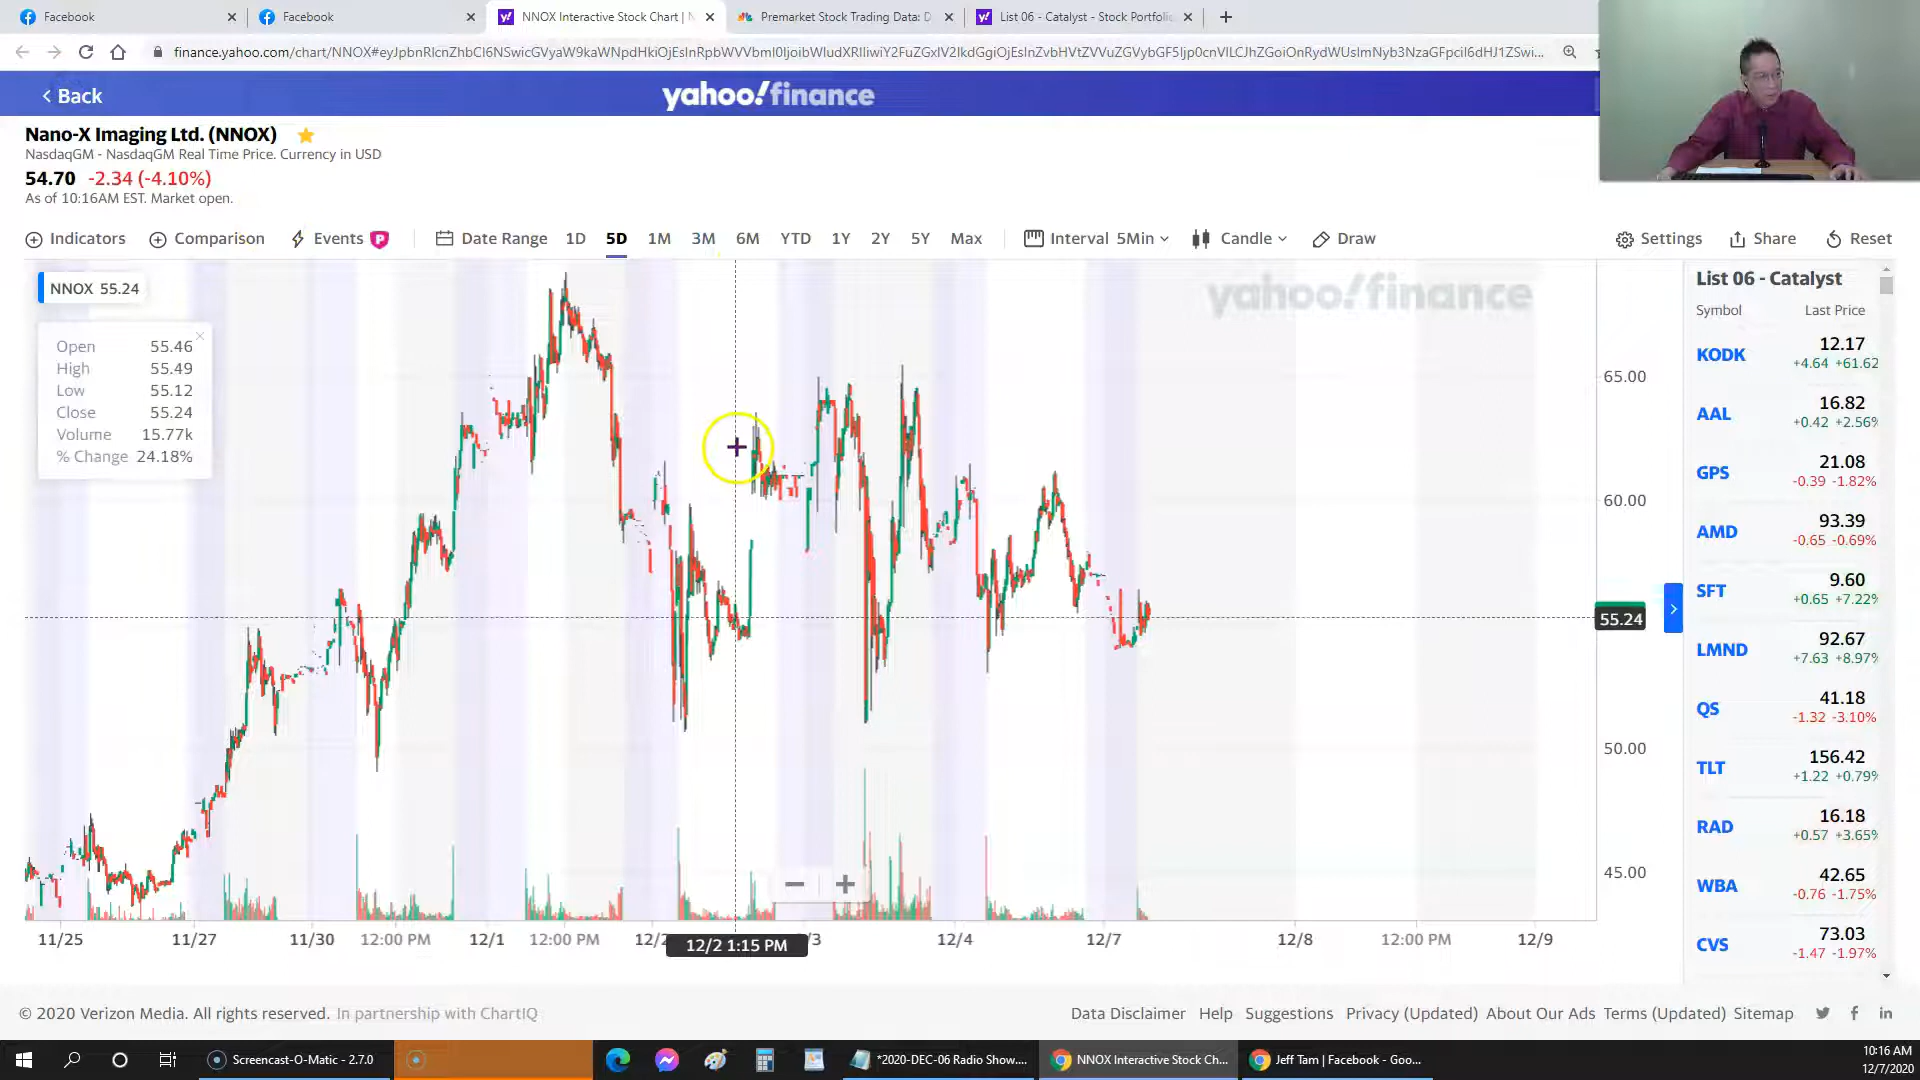 Facebook
Facebook
NNOX Interactive Stock Chart | N
Premarket Stock Trading Data: D
List 06 - Catalyst - Stock Portfolio
Back
yahoo!finance
Nano-X Imaging Ltd. (NNOX)
NasdaqGM - NasdaqGM Real Time Price. Currency in USD
54.70 -2.34 (-4.10%)
As of 10:16AM EST. Market open.
Indicators Comparison Events P Date Range 1D 5D 1M 3M 6M YTD 1Y 2Y 5Y Max Interval 5Min Candle Draw Settings Share Reset
NNOX 55.24
yahoo!finance
Open 55.46
High 55.49
Low 55.12
Close 55.24
Volume 15.77k
% Change 24.18%
65.00
60.00
55.24
50.00
45.00
11/25 11/27 11/30 12:00 PM 12/1 12:00 PM 12/2 12/2 1:15 PM /3 12/4 12/7 12/8 12:00 PM 12/9
List 06 - Catalyst
Symbol Last Price
KODK 12.17
+4.64 +61.62
AAL 16.82
+0.42 +2.56%
GPS 21.08
-0.39 -1.82%
AMD 93.39
-0.65 -0.69%
SFT 9.60
+0.65 +7.22%
LMND 92.67
+7.63 +8.97%
QS 41.18
-1.32 -3.10%
TLT 156.42
+1.22 +0.79%
RAD 16.18
+0.57 +3.65%
WBA 42.65
-0.76 -1.75%
CVS 73.03
-1.47 -1.97%
© 2020 Verizon Media. All rights reserved. In partnership with ChartIQ
Data Disclaimer Help Suggestions Privacy (Updated) About Our Ads Terms (Updated) Sitemap
Screencast-O-Matic - 2.7.0
*2020-DEC-06 Radio Show....
NNOX Interactive Stock Ch...
Jeff Tam | Facebook - Goo...
10:16 AM
12/7/2020